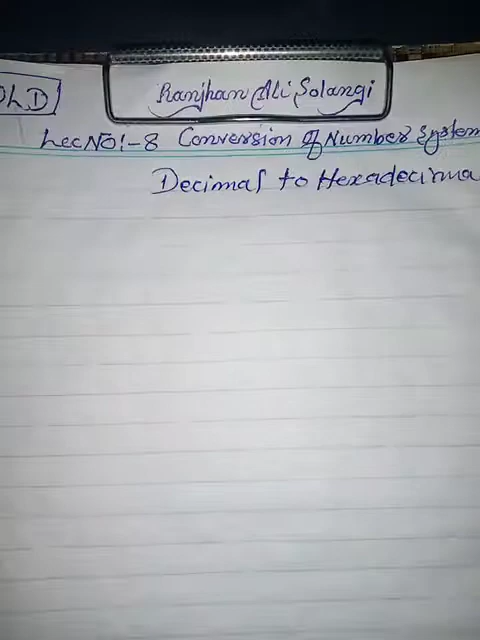 DLD
Ranjhan Ali Solangi
Lec NO:-8 Conversion of Number System
Decimal to Hexadecima